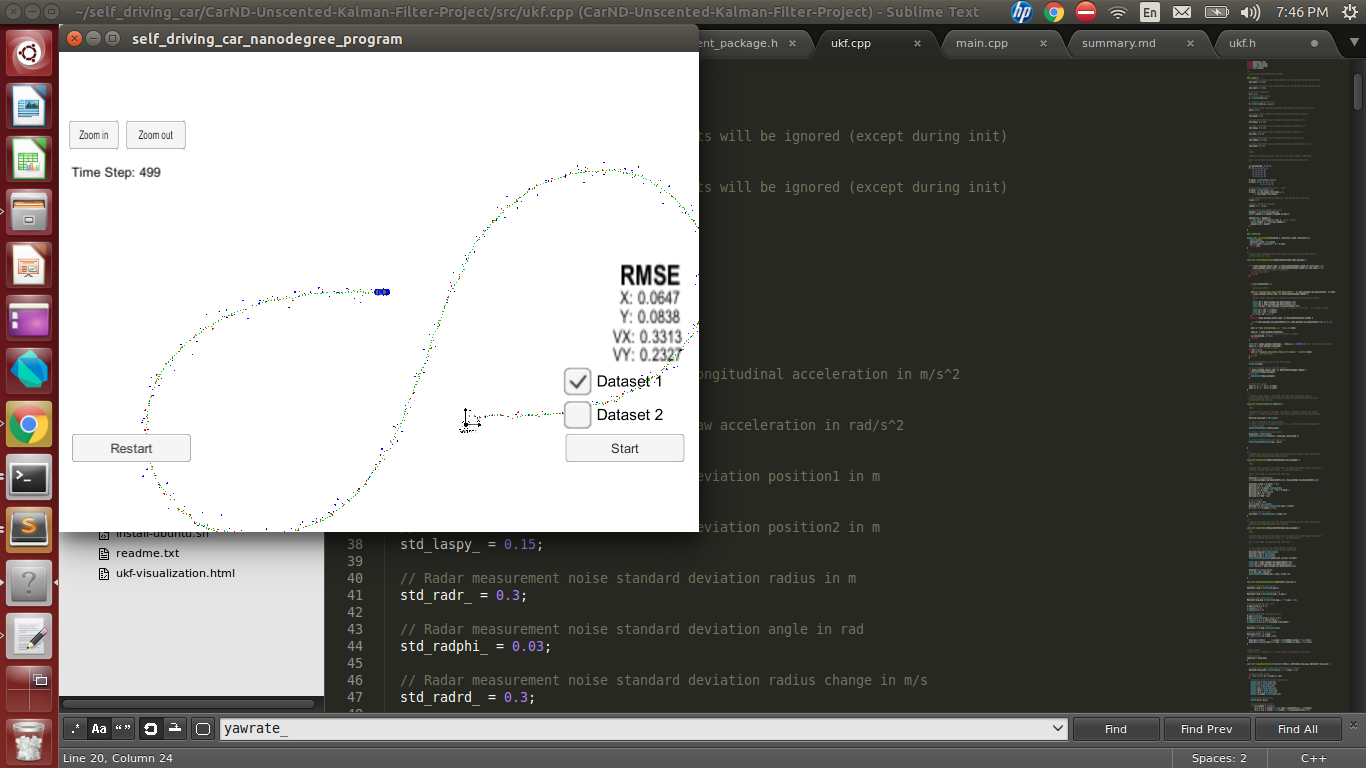 ~/self_driving_car/CarND-Unscented-Kalman-Filter-Project/src/ukf.cpp (CarND-Unscented-Kalman-Filter-Project) - Sublime Text
En
7:46 PM
self_driving_car_nanodegree_program
ent_package.h
ukf.cpp
main.cpp
summary.md
ukf.h
Zoom in
Zoom out
ts will be ignored (except during init)
Time Step: 499
ts will be ignored (except during init)
RMSE
X: 0.0647
Y: 0.0838
VX: 0.3313
VY: 0.2327
ongitudinal acceleration in m/s^2
Dataset 1
Dataset 2
aw acceleration in rad/s^2
Restart
Start
eviation position1 in m
eviation position2 in m
install-ubuntu.sh
readme.txt
ukf-visualization.html
38 std_laspy_ = 0.15;
39
40 // Radar measurement noise standard deviation radius in m
41 std_radr_ = 0.3;
42
43 // Radar measurement noise standard deviation angle in rad
44 std_radphi_ = 0.03;
45
46 // Radar measurement noise standard deviation radius change in m/s
47 std_radrd_ = 0.3;
.* Aa “ ” yawrate_ Find Find Prev Find All
Line 20, Column 24
Spaces: 2
C++